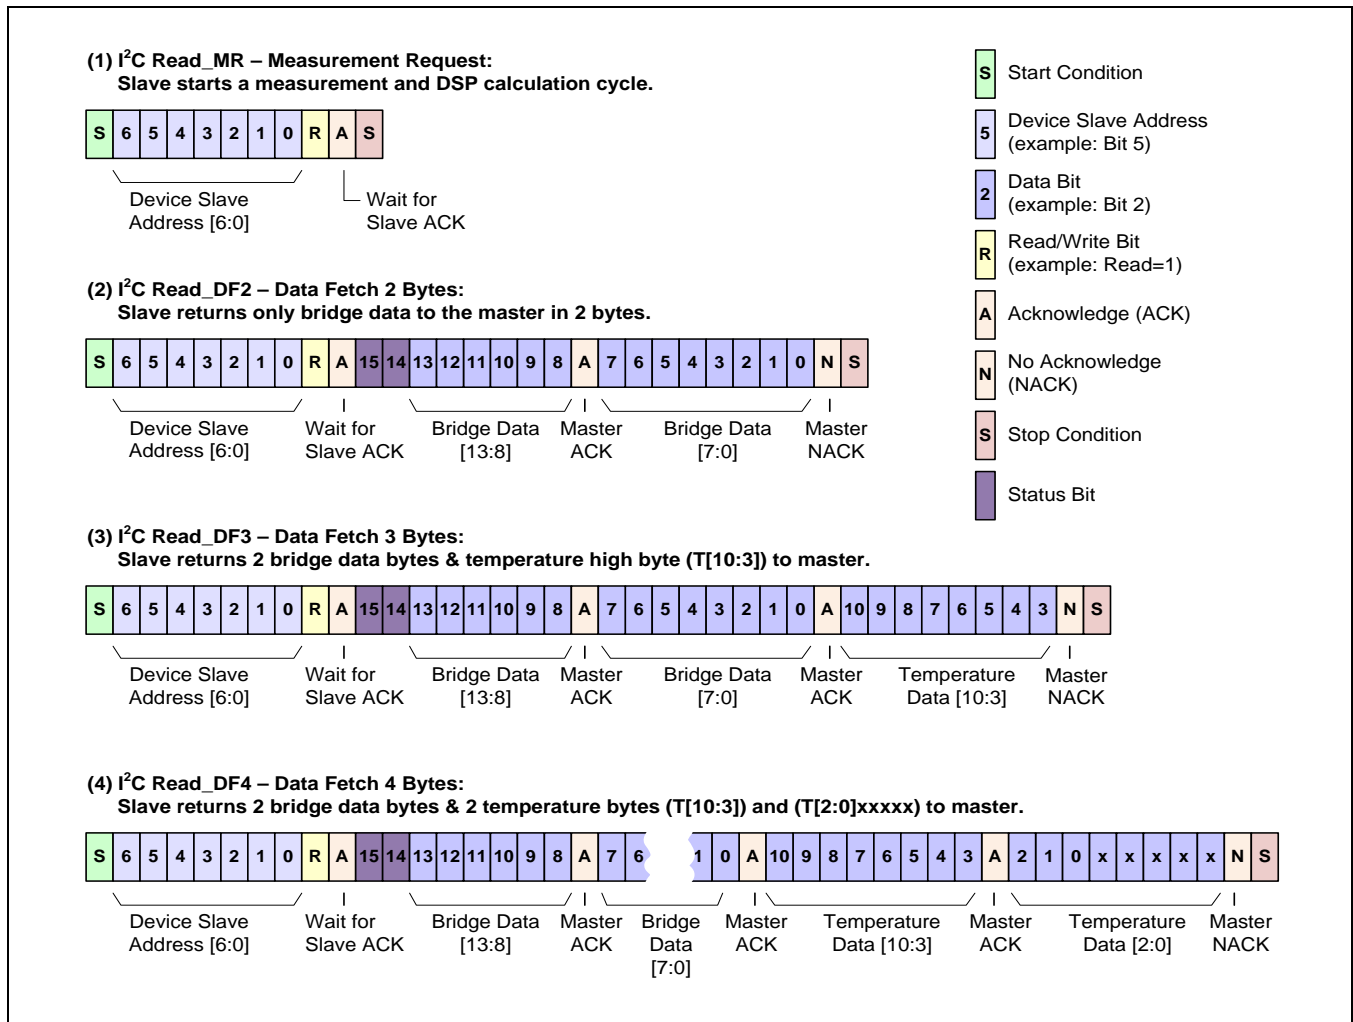 (1) I²C Read_MR – Measurement Request:
Slave starts a measurement and DSP calculation cycle.
S 6 5 4 3 2 1 0 R A S
Device Slave
Address [6:0]
Wait for
Slave ACK
(2) I²C Read_DF2 – Data Fetch 2 Bytes:
Slave returns only bridge data to the master in 2 bytes.
S 6 5 4 3 2 1 0 R A 15 14 13 12 11 10 9 8 A 7 6 5 4 3 2 1 0 N S
Device Slave
Address [6:0]
Wait for
Slave ACK
Bridge Data
[13:8]
Master
ACK
Bridge Data
[7:0]
Master
NACK
S Start Condition
5 Device Slave Address
(example: Bit 5)
2 Data Bit
(example: Bit 2)
R Read/Write Bit
(example: Read=1)
A Acknowledge (ACK)
N No Acknowledge
(NACK)
S Stop Condition
Status Bit
(3) I²C Read_DF3 – Data Fetch 3 Bytes:
Slave returns 2 bridge data bytes & temperature high byte (T[10:3]) to master.
S 6 5 4 3 2 1 0 R A 15 14 13 12 11 10 9 8 A 7 6 5 4 3 2 1 0 A 10 9 8 7 6 5 4 3 N S
Device Slave
Address [6:0]
Wait for
Slave ACK
Bridge Data
[13:8]
Master
ACK
Bridge Data
[7:0]
Master
ACK
Temperature
Data [10:3]
Master
NACK
(4) I²C Read_DF4 – Data Fetch 4 Bytes:
Slave returns 2 bridge data bytes & 2 temperature bytes (T[10:3]) and (T[2:0]xxxxx) to master.
S 6 5 4 3 2 1 0 R A 15 14 13 12 11 10 9 8 A 7 6 1 0 A 10 9 8 7 6 5 4 3 A 2 1 0 x x x x x N S
Device Slave
Address [6:0]
Wait for
Slave ACK
Bridge Data
[13:8]
Master
ACK
Bridge
Data
[7:0]
Master
ACK
Temperature
Data [10:3]
Master
ACK
Temperature
Data [2:0]
Master
NACK